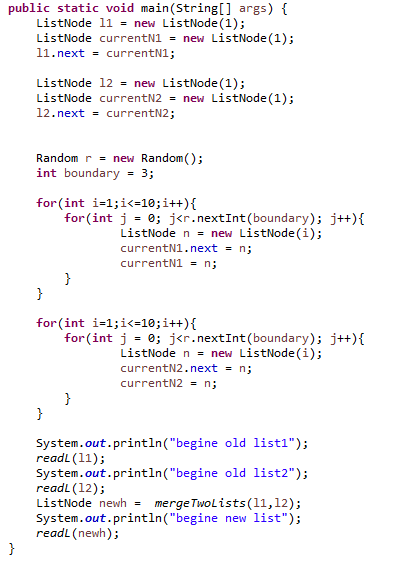 public static void main(String[] args) {
    ListNode l1 = new ListNode(1);
    ListNode currentN1 = new ListNode(1);
    l1.next = currentN1;

    ListNode l2 = new ListNode(1);
    ListNode currentN2 = new ListNode(1);
    l2.next = currentN2;


    Random r = new Random();
    int boundary = 3;

    for(int i=1;i<=10;i++){
        for(int j = 0; j<r.nextInt(boundary); j++){
                ListNode n = new ListNode(i);
                currentN1.next = n;
                currentN1 = n;
        }
    }

    for(int i=1;i<=10;i++){
        for(int j = 0; j<r.nextInt(boundary); j++){
                ListNode n = new ListNode(i);
                currentN2.next = n;
                currentN2 = n;
        }
    }

    System.out.println("begine old list1");
    readL(l1);
    System.out.println("begine old list2");
    readL(l2);
    ListNode newh =  mergeTwoLists(l1,l2);
    System.out.println("begine new list");
    readL(newh);
}